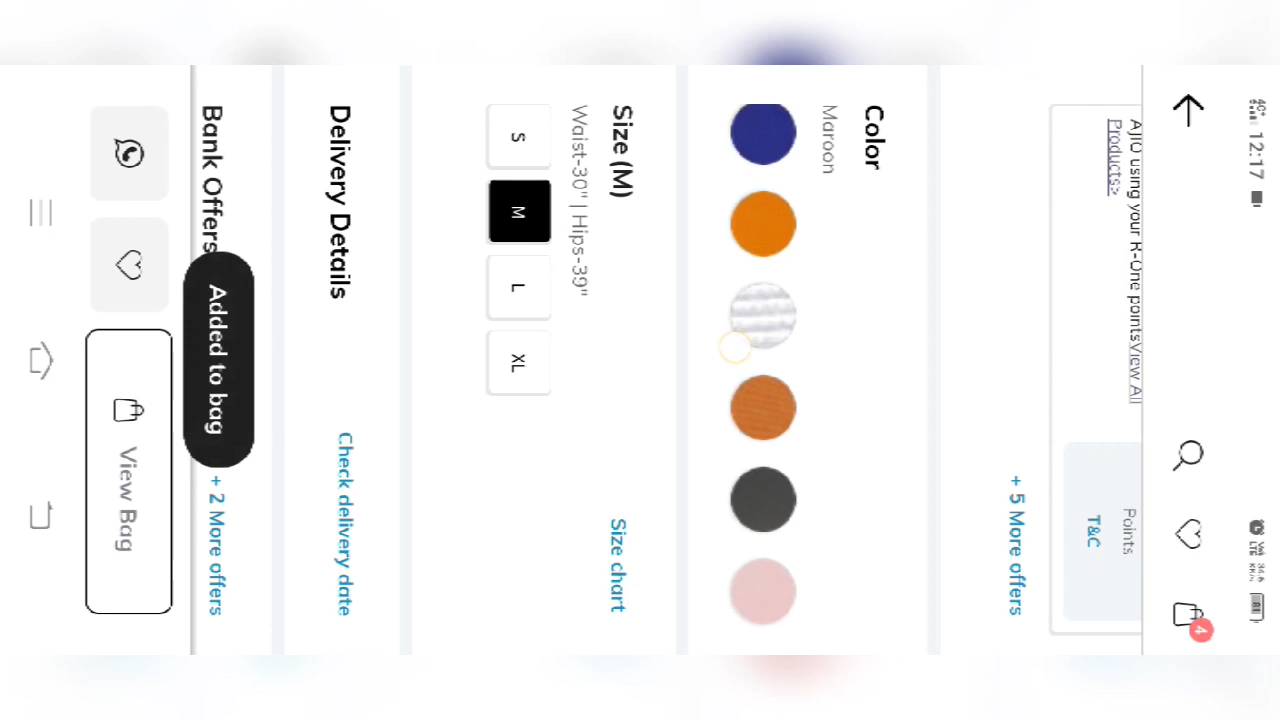 12:17
4
AJIO using your R-One pointsView All
Products>
Points
T&C
+ 5 More offers
Color
Maroon
Size (M)
Size chart
Waist-30" | Hips-39"
S
M
L
XL
Delivery Details
Check delivery date
Bank Offers
+ 2 More offers
Added to bag
View Bag